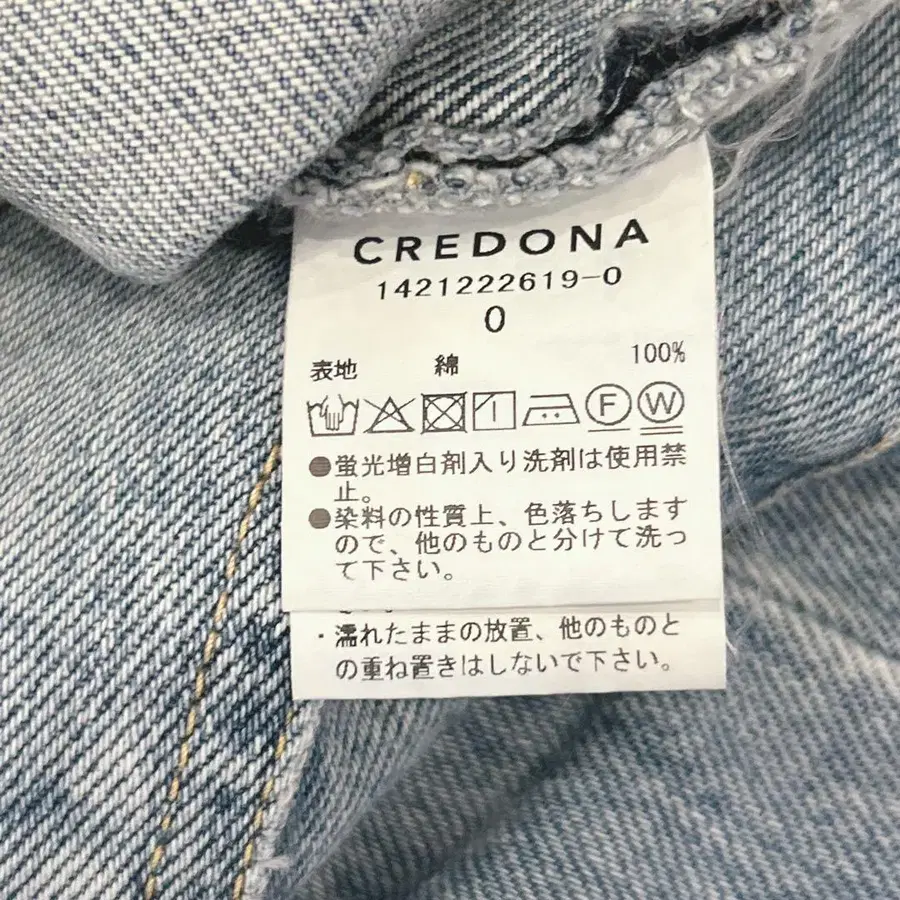 CREDONA
1421222619-0
0
表地 綿 100%
F W
●蛍光増白剤入り洗剤は使用禁
止。
●染料の性質上、色落ちします
ので、他のものと分けて洗っ
て下さい。
・濡れたままの放置、他のものと
の重ね置きはしないで下さい。